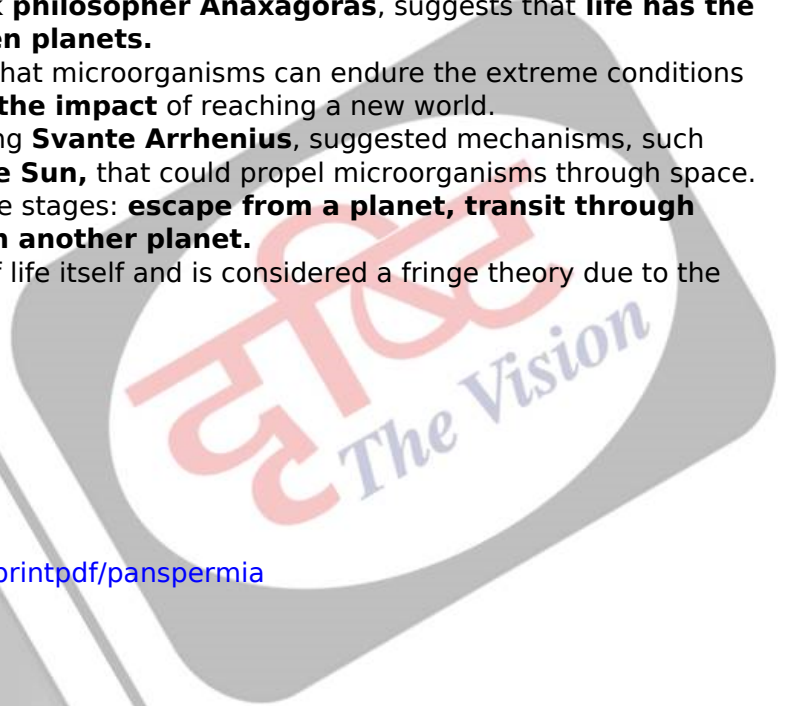 philosopher Anaxagoras, suggests that life has the
en planets.
hat microorganisms can endure the extreme conditions
the impact of reaching a new world.
ng Svante Arrhenius, suggested mechanisms, such
e Sun, that could propel microorganisms through space.
e stages: escape from a planet, transit through
another planet.
life itself and is considered a fringe theory due to the
दृष्टि
The Vision
printpdf/panspermia